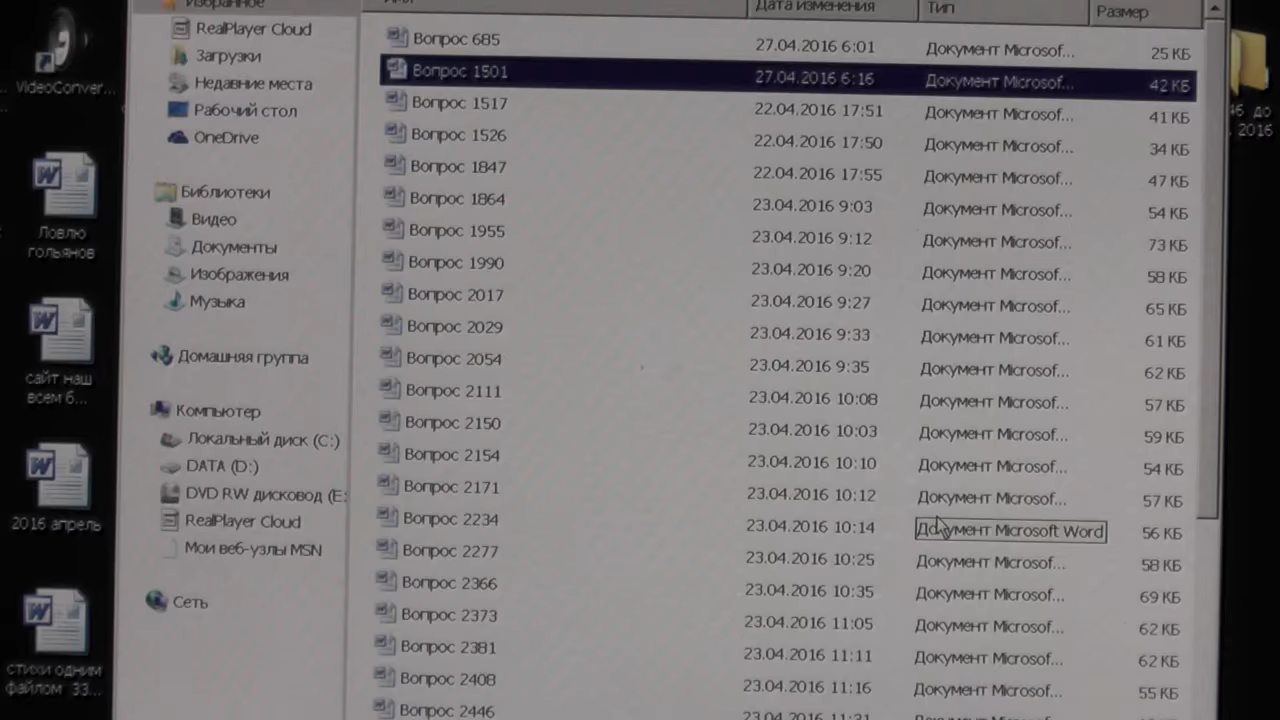 Избранное
RealPlayer Cloud
Загрузки
Недавние места
Рабочий стол
OneDrive
Библиотеки
Видео
Документы
Изображения
Музыка
Домашняя группа
Компьютер
Локальный диск (C:)
DATA (D:)
DVD RW дисковод (E:
RealPlayer Cloud
Мои веб-узлы MSN
Сеть
VideoConver...
Ловлю
гольянов
сайт наш
всем б...
2016 апрель
стихи одним
файлом 33...
Имя Дата изменения Тип Размер
Вопрос 685 27.04.2016 6:01 Документ Microsof... 25 КБ
Вопрос 1501 27.04.2016 6:16 Документ Microsof... 42 КБ
Вопрос 1517 22.04.2016 17:51 Документ Microsof... 41 КБ
Вопрос 1526 22.04.2016 17:50 Документ Microsof... 34 КБ
Вопрос 1847 22.04.2016 17:55 Документ Microsof... 47 КБ
Вопрос 1864 23.04.2016 9:03 Документ Microsof... 54 КБ
Вопрос 1955 23.04.2016 9:12 Документ Microsof... 73 КБ
Вопрос 1990 23.04.2016 9:20 Документ Microsof... 58 КБ
Вопрос 2017 23.04.2016 9:27 Документ Microsof... 65 КБ
Вопрос 2029 23.04.2016 9:33 Документ Microsof... 61 КБ
Вопрос 2054 23.04.2016 9:35 Документ Microsof... 62 КБ
Вопрос 2111 23.04.2016 10:08 Документ Microsof... 57 КБ
Вопрос 2150 23.04.2016 10:03 Документ Microsof... 59 КБ
Вопрос 2154 23.04.2016 10:10 Документ Microsof... 54 КБ
Вопрос 2171 23.04.2016 10:12 Документ Microsof... 57 КБ
Вопрос 2234 23.04.2016 10:14 Документ Microsoft Word 56 КБ
Вопрос 2277 23.04.2016 10:25 Документ Microsof... 58 КБ
Вопрос 2366 23.04.2016 10:35 Документ Microsof... 69 КБ
Вопрос 2373 23.04.2016 11:05 Документ Microsof... 62 КБ
Вопрос 2381 23.04.2016 11:11 Документ Microsof... 62 КБ
Вопрос 2408 23.04.2016 11:16 Документ Microsof... 55 КБ
Вопрос 2446 23.04.2016 11:31 Документ Microsof...
46 до
2016